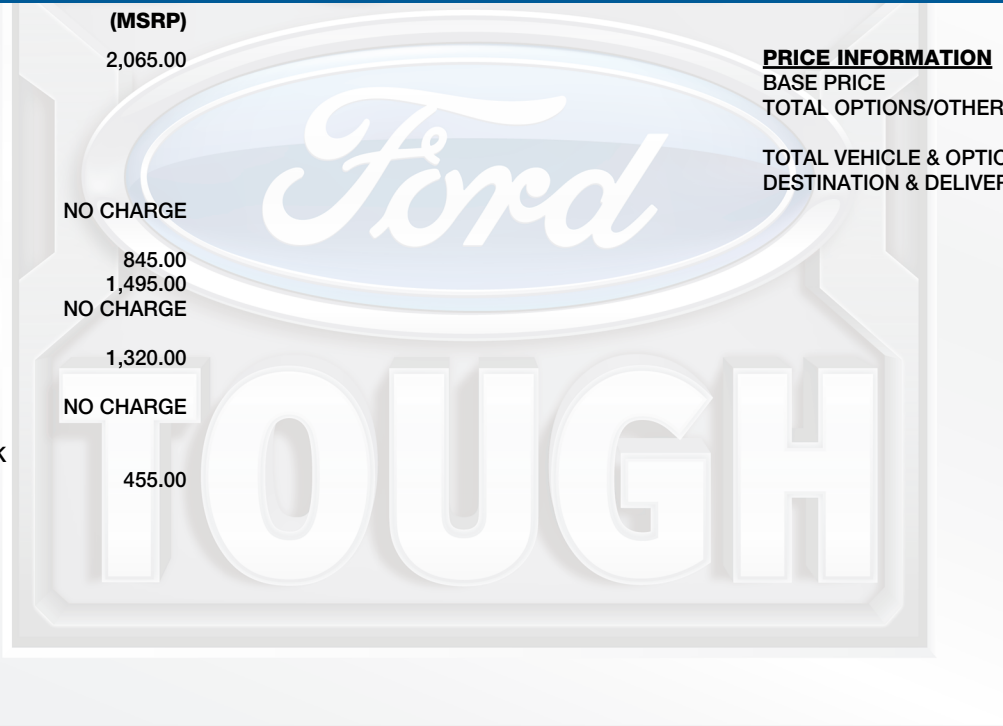 (MSRP)
2,065.00
NO CHARGE
845.00
1,495.00
NO CHARGE
1,320.00
NO CHARGE
K
455.00
PRICE INFORMATION
BASE PRICE
TOTAL OPTIONS/OTHER
TOTAL VEHICLE & OPTIO
DESTINATION & DELIVER
Ford
TOUGH